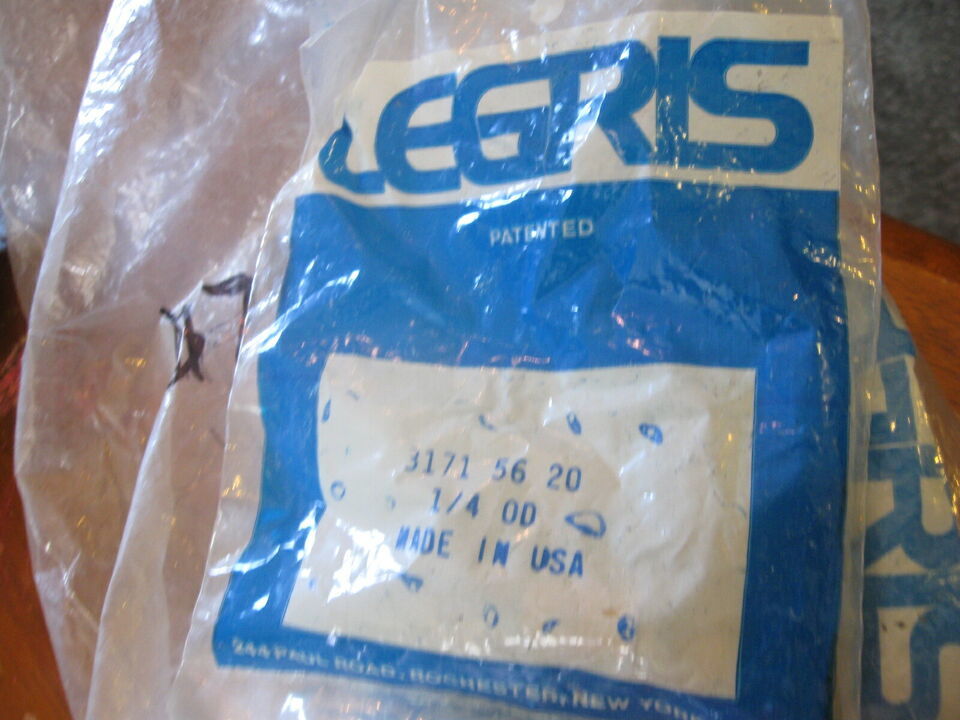 LEGRIS
PATENTED
3171 56 20
1/4 OD
MADE IN USA
244 PAUL ROAD, ROCHESTER, NEW YORK